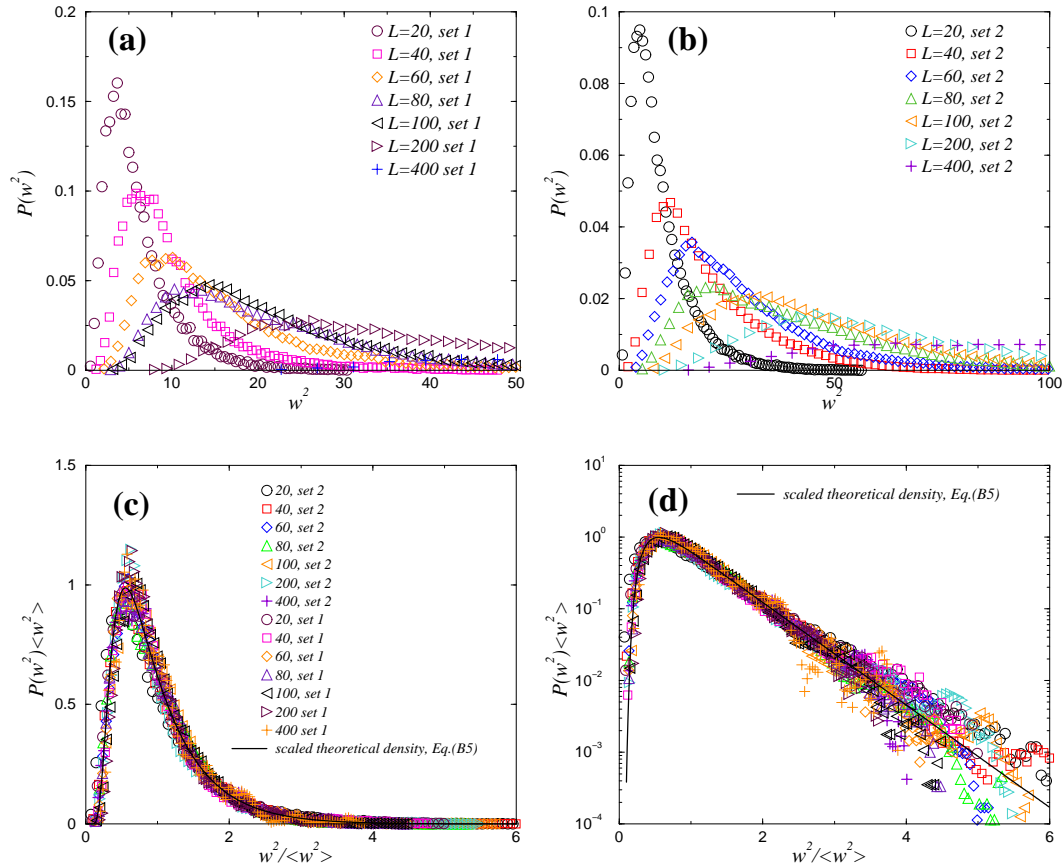 (a)
0.2
0.15
0.1
0.05
0
P(w²)
0 10 20 30 40 50
w²
L=20, set 1
L=40, set 1
L=60, set 1
L=80, set 1
L=100, set 1
L=200 set 1
L=400 set 1
(b)
0.1
0.08
0.06
0.04
0.02
0
P(w²)
0 50 100
w²
L=20, set 2
L=40, set 2
L=60, set 2
L=80, set 2
L=100, set 2
L=200, set 2
L=400, set 2
(c)
1.5
1
0.5
0
P(w²)<w²>
0 2 4 6
w²/<w²>
20, set 2
40, set 2
60, set 2
80, set 2
100, set 2
200, set 2
400, set 2
20, set 1
40, set 1
60, set 1
80, set 1
100, set 1
200 set 1
400 set 1
scaled theoretical density, Eq.(B5)
(d)
10¹
10⁰
10⁻¹
10⁻²
10⁻³
10⁻⁴
P(w²)<w²>
0 2 4 6
w²/<w²>
scaled theoretical density, Eq.(B5)